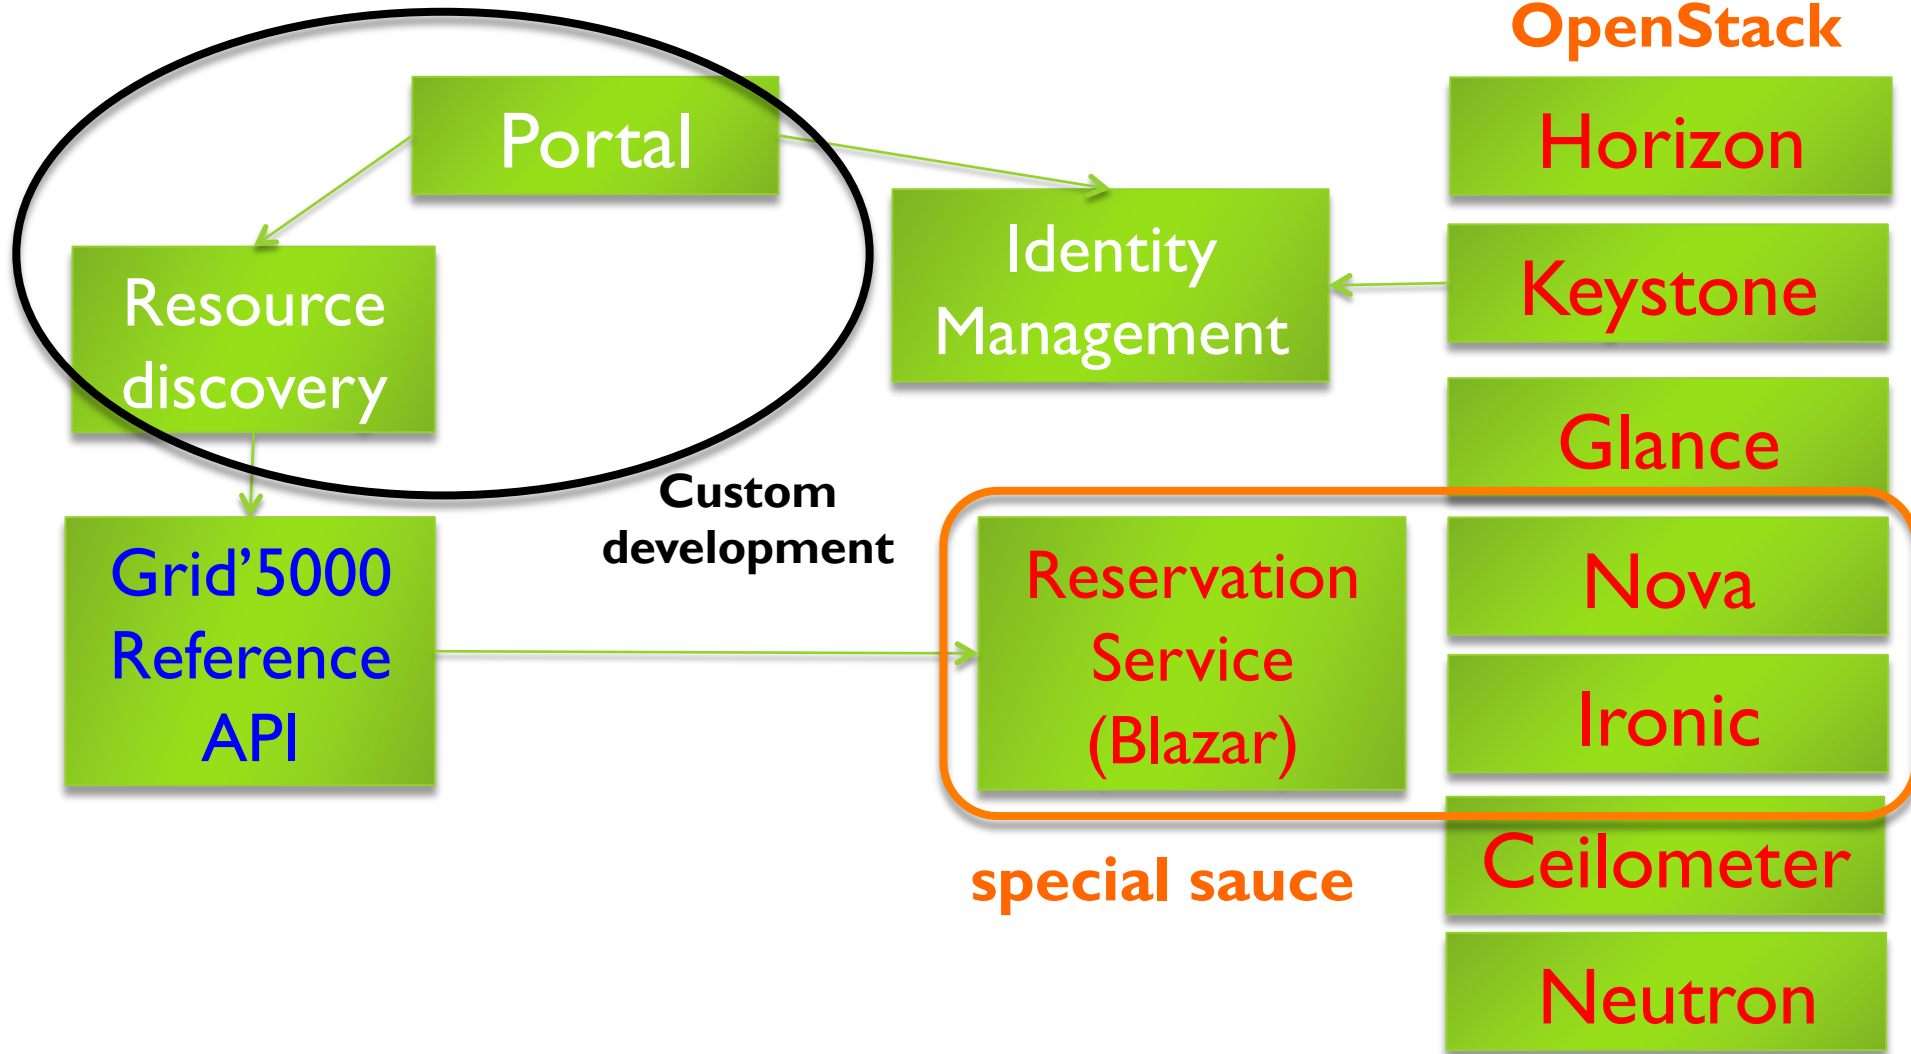 OpenStack
Portal
Horizon
Identity
Management
Keystone
Resource
discovery
Glance
Custom
development
Grid’5000
Reference
API
Reservation
Service
(Blazar)
Nova
Ironic
special sauce
Ceilometer
Neutron